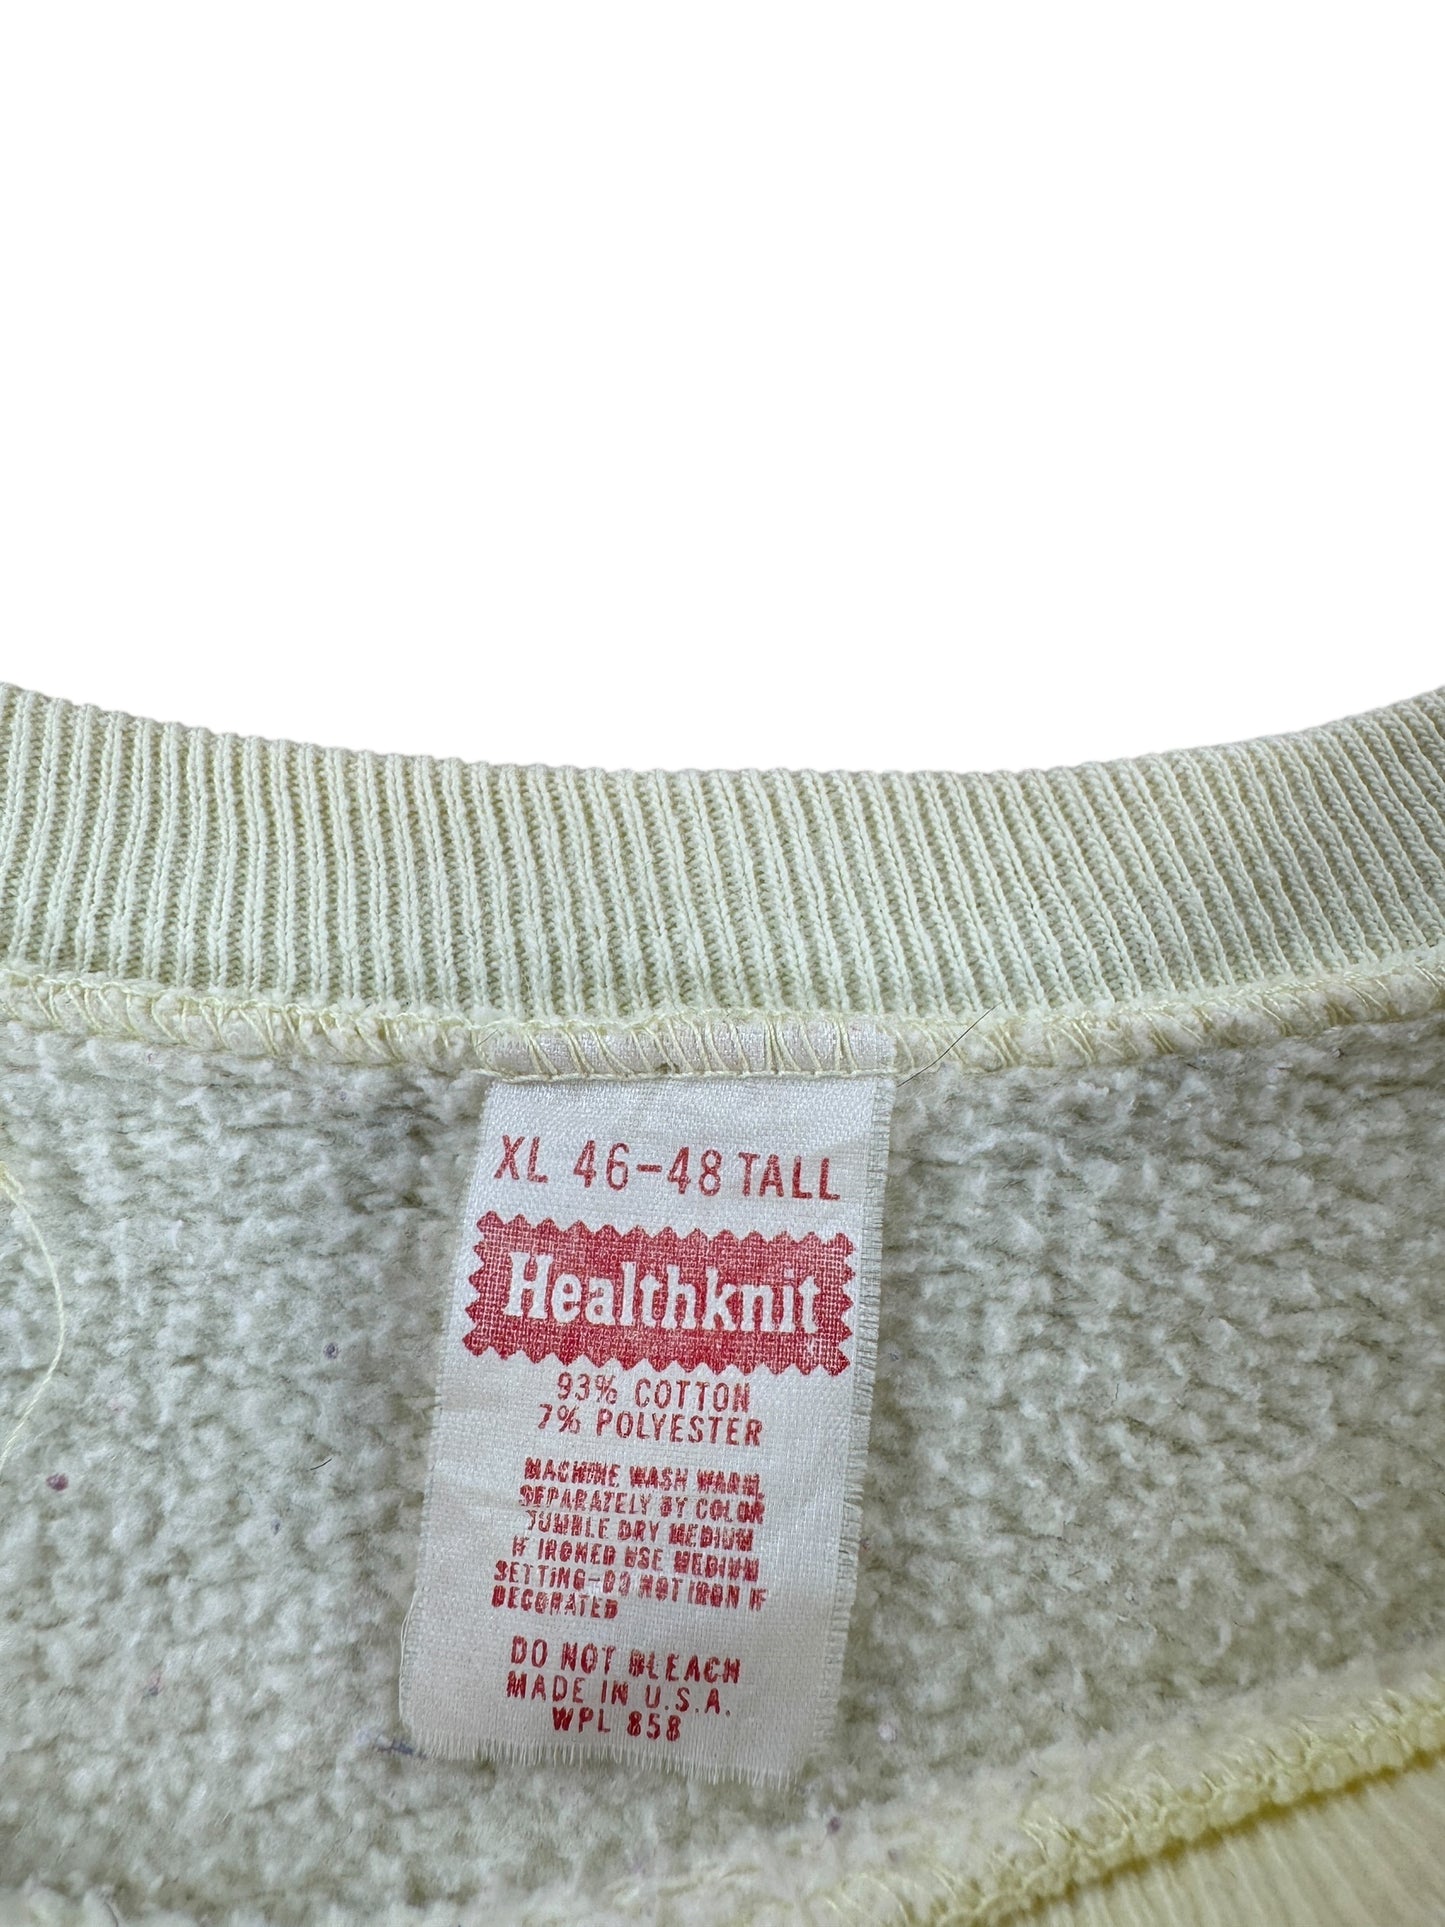 XL 46-48 TALL
Healthknit
93% COTTON
7% POLYESTER
MACHINE WASH WARM,
SEPARATELY BY COLOR
TUMBLE DRY MEDIUM
IF IRONED USE MEDIUM
SETTING-DO NOT IRON IF
DECORATED
DO NOT BLEACH
MADE IN U.S.A.
WPL 858